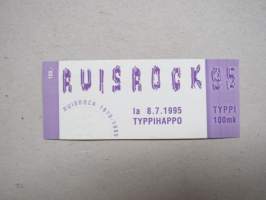 RUISROCK 95
RUISROCK 1970-1995
la 8.7.1995
TYPPIHAPPO
TYPPI
100mk